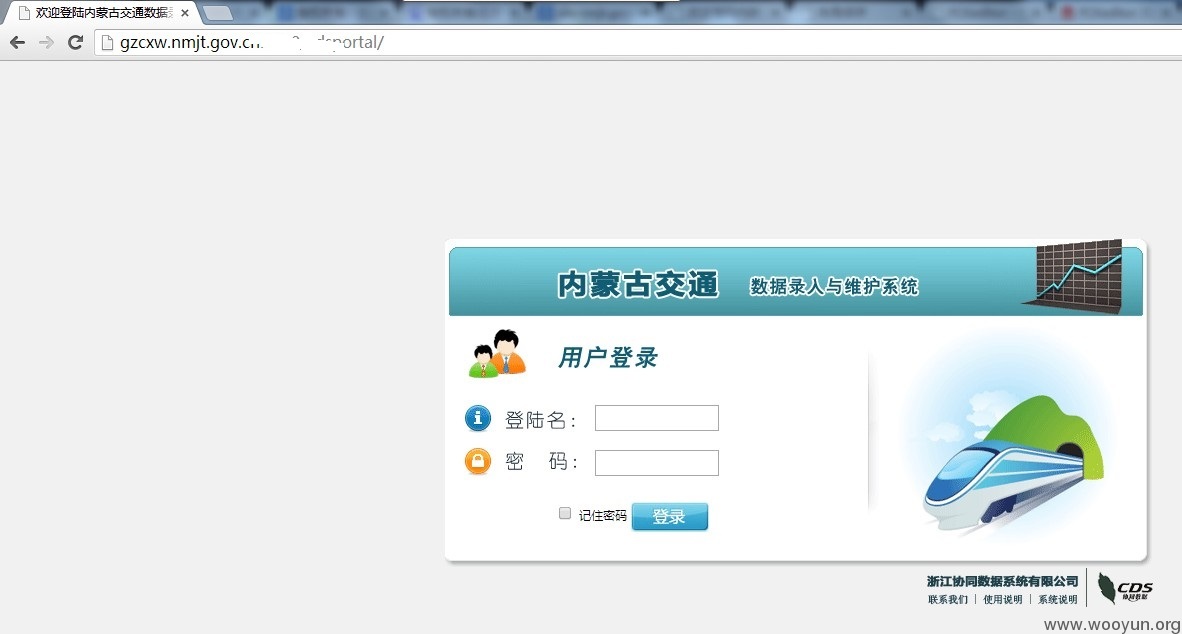 欢迎登陆内蒙古交通数据
gzcxw.nmjt.gov.cn
portal/
内蒙古交通 数据录入与维护系统
用户登录
登陆名：
密 码：
记住密码 登录
浙江协同数据系统有限公司
联系我们 | 使用说明 | 系统说明
CDS
协同数据
www.wooyun.org